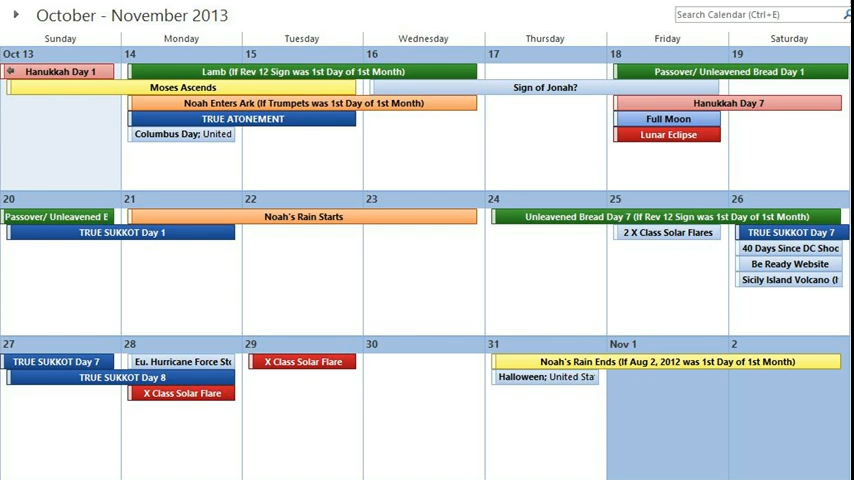 October - November 2013
Search Calendar (Ctrl+E)
Sunday Monday Tuesday Wednesday Thursday Friday Saturday
Oct 13 14 15 16 17 18 19
Hanukkah Day 1 Lamb (If Rev 12 Sign was 1st Day of 1st Month) Passover/ Unleavened Bread Day 1
Moses Ascends Sign of Jonah?
Noah Enters Ark (If Trumpets was 1st Day of 1st Month) Hanukkah Day 7
TRUE ATONEMENT Full Moon
Columbus Day; United Lunar Eclipse
20 21 22 23 24 25 26
Passover/ Unleavened Noah's Rain Starts Unleavened Bread Day 7 (If Rev 12 Sign was 1st Day of 1st Month)
TRUE SUKKOT Day 1 2 X Class Solar Flares TRUE SUKKOT Day 7
40 Days Since DC Shoc
Be Ready Website
Sicily Island Volcano
27 28 29 30 31 Nov 1 2
TRUE SUKKOT Day 7 Eu. Hurricane Force X Class Solar Flare Noah's Rain Ends (If Aug 2, 2012 was 1st Day of 1st Month)
TRUE SUKKOT Day 8 Halloween; United
X Class Solar Flare